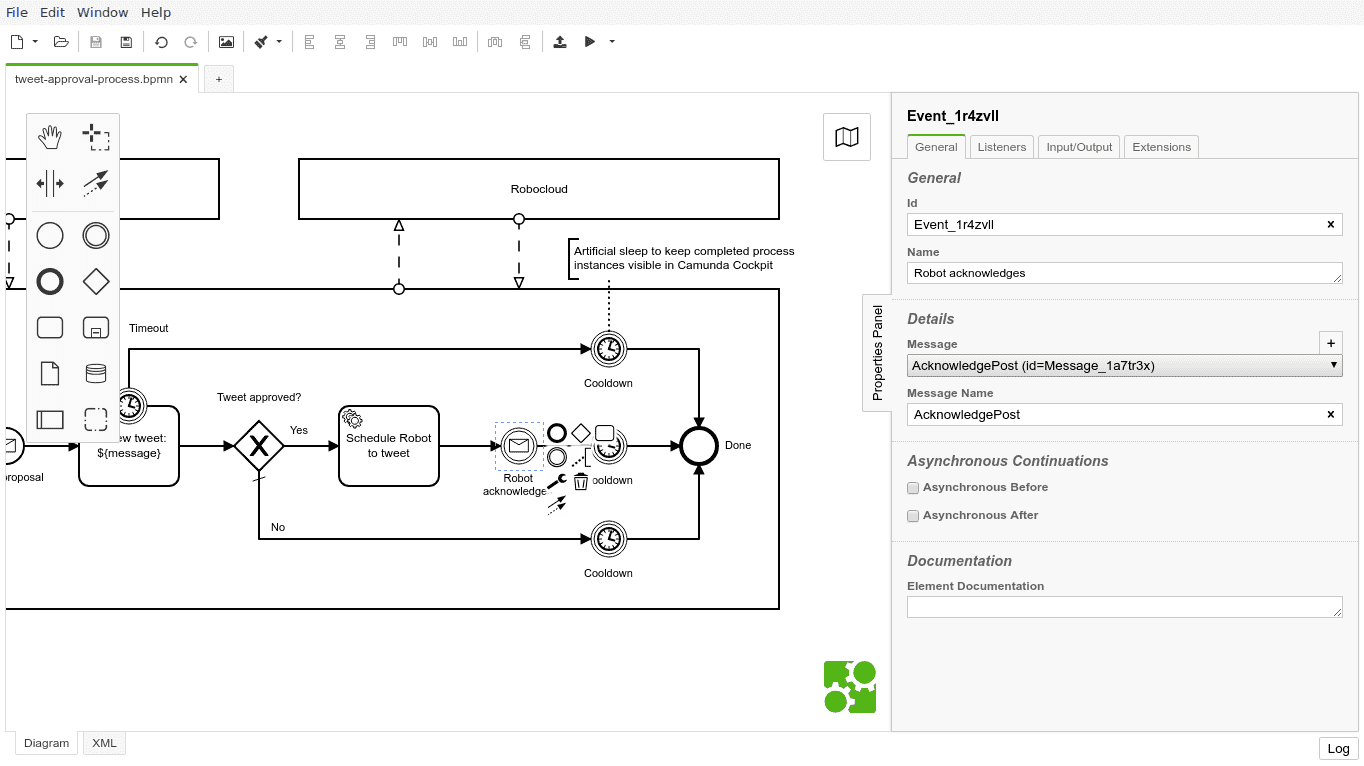 File Edit Window Help
tweet-approval-process.bpmn ×
+
Robocloud
Artificial sleep to keep completed process
instances visible in Camunda Cockpit
Timeout
Cooldown
Tweet approved?
Yes
tweet:
${message}
Schedule Robot
to tweet
Robot
acknowledge
Done
No
Cooldown
Properties Panel
Event_1r4zvll
General Listeners Input/Output Extensions
General
Id
Event_1r4zvll ×
Name
Robot acknowledges
Details
Message +
AcknowledgePost (id=Message_1a7tr3x)
Message Name
AcknowledgePost ×
Asynchronous Continuations
Asynchronous Before
Asynchronous After
Documentation
Element Documentation
Diagram XML
Log